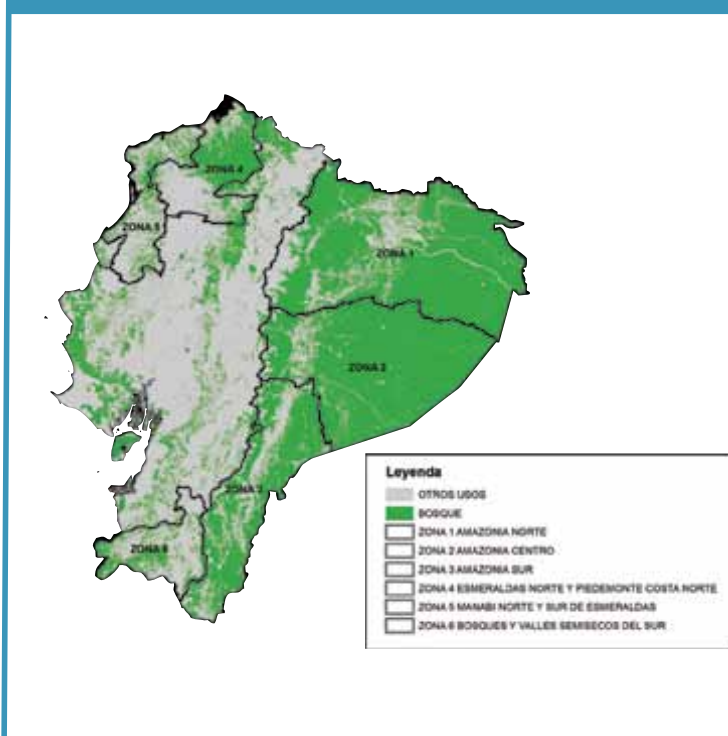 ZONA 4
ZONA 5
ZONA 1
ZONA 2
ZONA 3
ZONA 6
Leyenda
OTROS USOS
BOSQUE
ZONA 1 AMAZONIA NORTE
ZONA 2 AMAZONIA CENTRO
ZONA 3 AMAZONIA SUR
ZONA 4 ESMERALDAS NORTE Y PIEDEMONTE COSTA NORTE
ZONA 5 MANABI NORTE Y SUR DE ESMERALDAS
ZONA 6 BOSQUES Y VALLES SEMISECOS DEL SUR